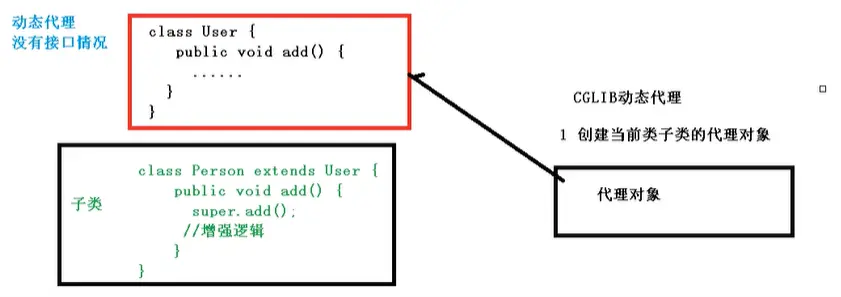 动态代理
没有接口情况
class User {
public void add() {
......
}
}
子类
class Person extends User {
public void add() {
super.add();
//增强逻辑
}
}
CGLIB动态代理
1 创建当前类子类的代理对象
代理对象